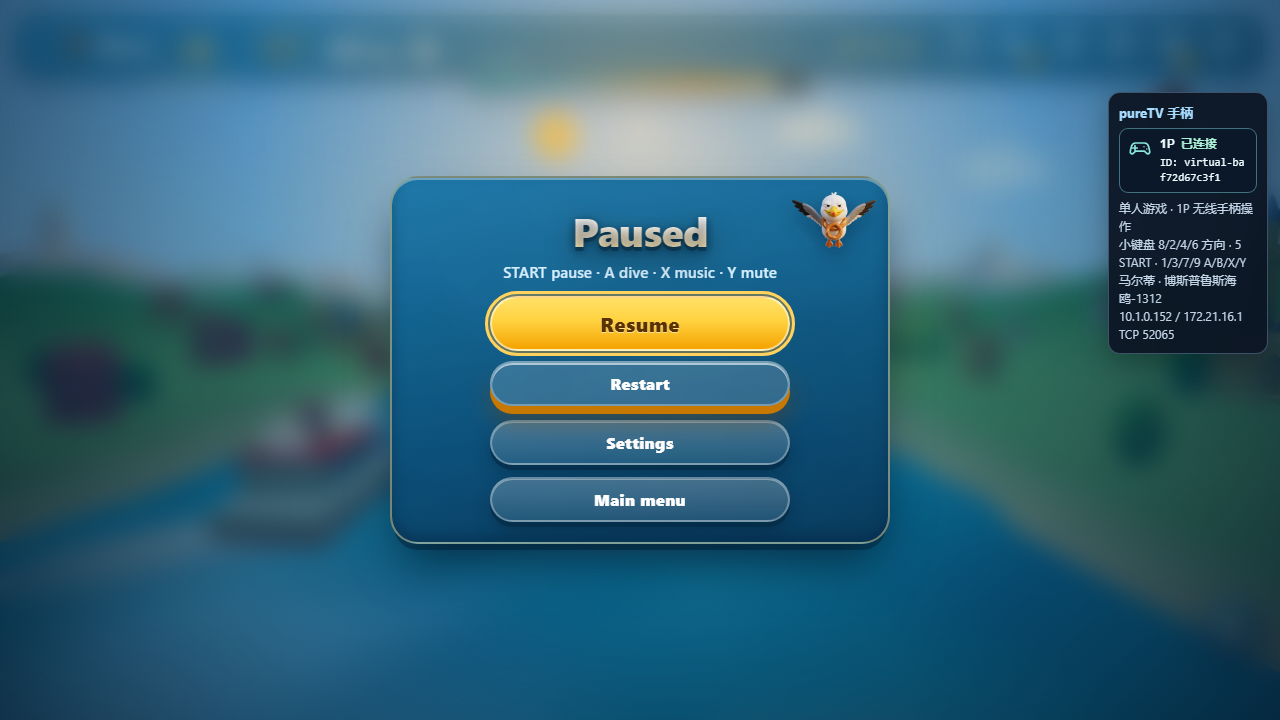 Paused
START pause · A dive · X music · Y mute
Resume
Restart
Settings
Main menu
pureTV 手柄
1P 已连接
ID: virtual-ba
f72d67c3f1
单人游戏 · 1P 无线手柄操
作
小键盘 8/2/4/6 方向 · 5
START · 1/3/7/9 A/B/X/Y
马尔蒂 · 博斯普鲁斯海
鸥-1312
10.1.0.152 / 172.21.16.1
TCP 52065